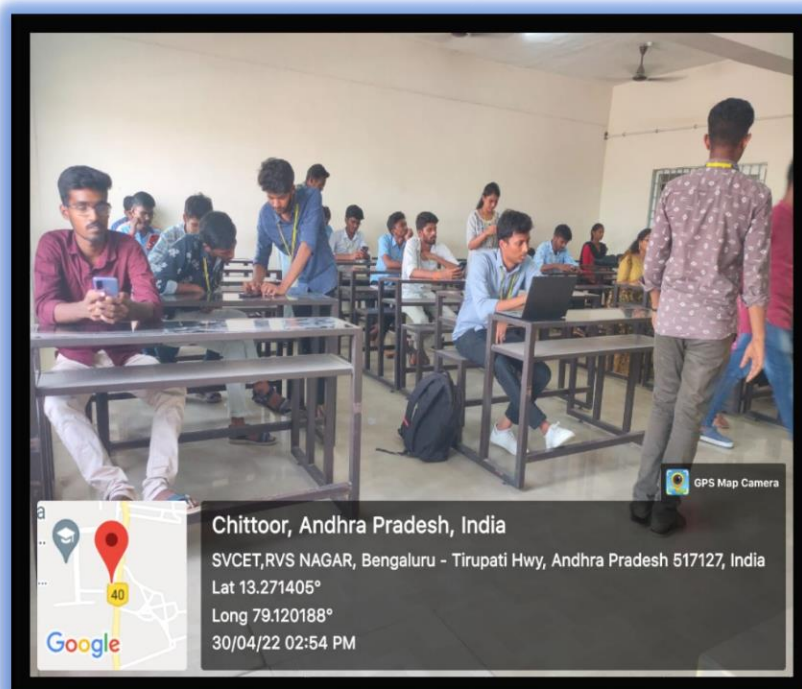 GPS Map Camera
Chittoor, Andhra Pradesh, India
SVCET,RVS NAGAR, Bengaluru - Tirupati Hwy, Andhra Pradesh 517127, India
Lat 13.271405°
Long 79.120188°
30/04/22 02:54 PM
a
40
Google